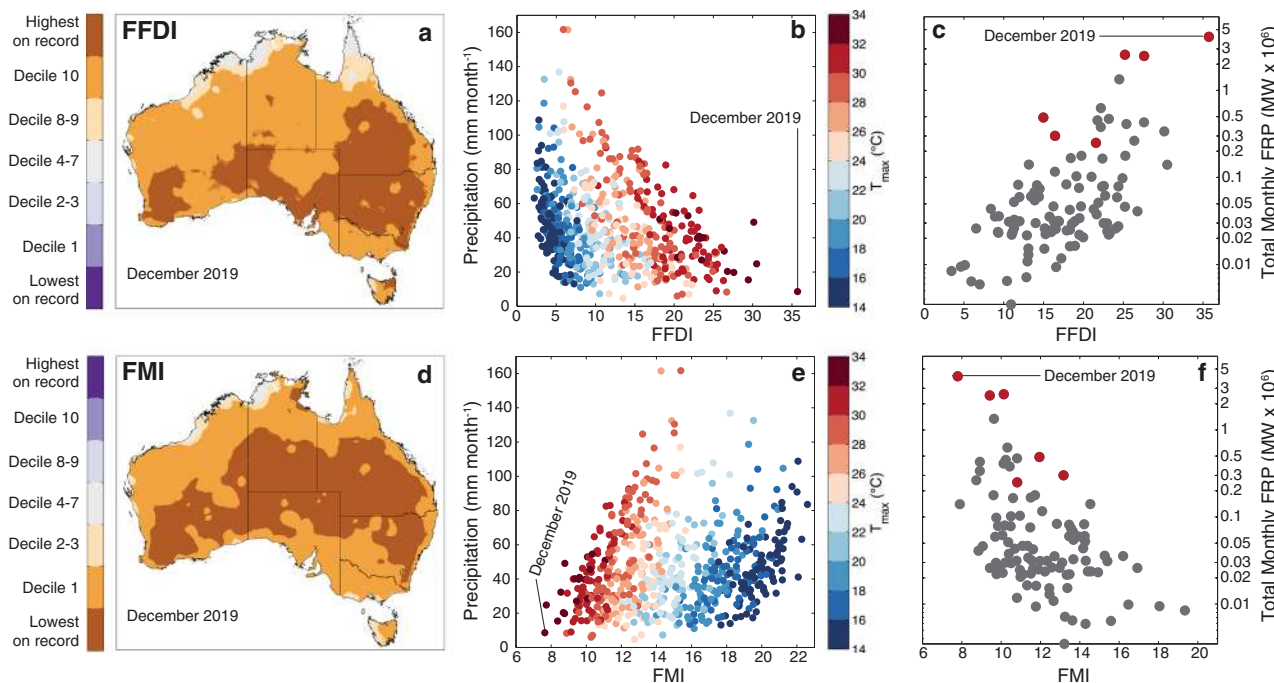 Highest
on record
Decile 10
Decile 8-9
Decile 4-7
Decile 2-3
Decile 1
Lowest
on record
FFDI
a
December 2019
Precipitation (mm month⁻¹)
160
140
120
100
80
60
40
20
0
b
December 2019
0 5 10 15 20 25 30 35
FFDI
34
32
30
28
26
24
22
20
18
16
14
Tmax (°C)
c
December 2019
0 5 10 15 20 25 30 35
FFDI
5
3
2
1
0.5
0.3
0.2
0.1
0.05
0.03
0.02
0.01
Total Monthly FRP (MW x 10⁶)
Highest
on record
Decile 10
Decile 8-9
Decile 4-7
Decile 2-3
Decile 1
Lowest
on record
FMI
d
December 2019
Precipitation (mm month⁻¹)
160
140
120
100
80
60
40
20
0
e
December 2019
6 8 10 12 14 16 18 20 22
FMI
34
32
30
28
26
24
22
20
18
16
14
Tmax (°C)
f
December 2019
6 8 10 12 14 16 18 20
FMI
5
3
2
1
0.5
0.3
0.2
0.1
0.05
0.03
0.02
0.01
Total Monthly FRP (MW x 10⁶)